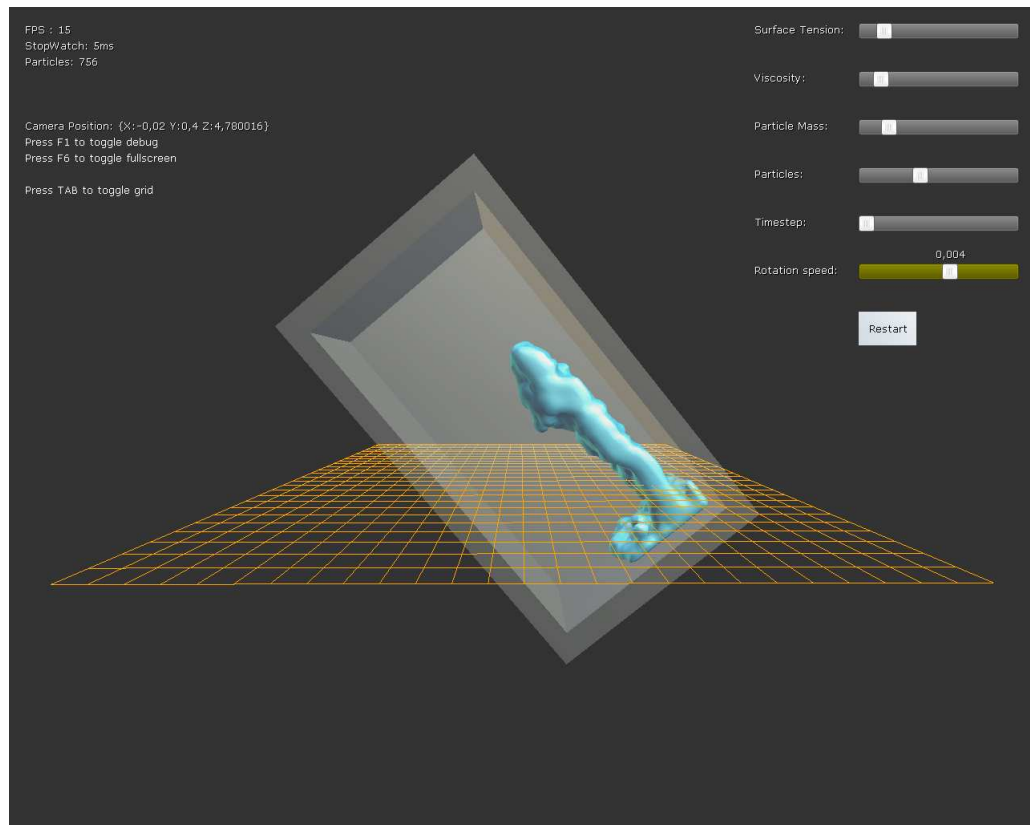 FPS : 15
StopWatch: 5ms
Particles: 756
Camera Position: {X:-0,02 Y:0,4 Z:4,780016}
Press F1 to toggle debug
Press F6 to toggle fullscreen
Press TAB to toggle grid
Surface Tension:
Viscosity:
Particle Mass:
Particles:
Timestep:
0,004
Rotation speed:
Restart